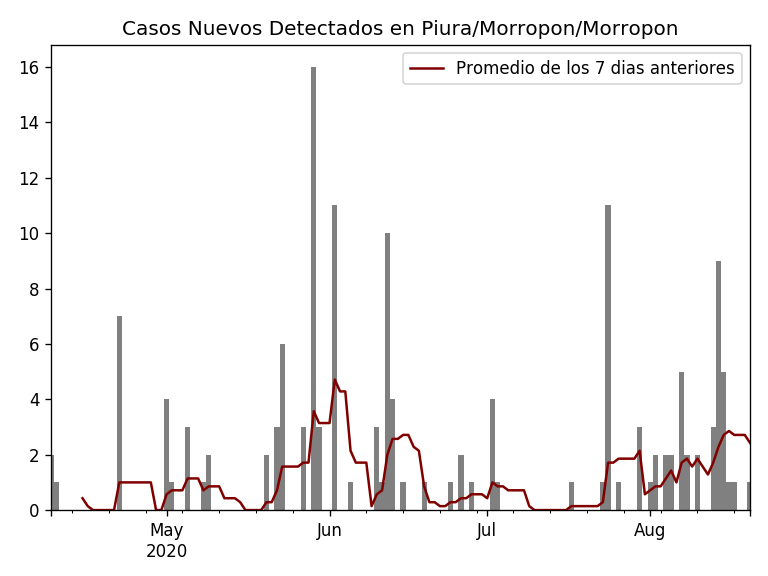 Casos Nuevos Detectados en Piura/Morropon/Morropon
Promedio de los 7 dias anteriores
16
14
12
10
8
6
4
2
0
May
2020
Jun
Jul
Aug